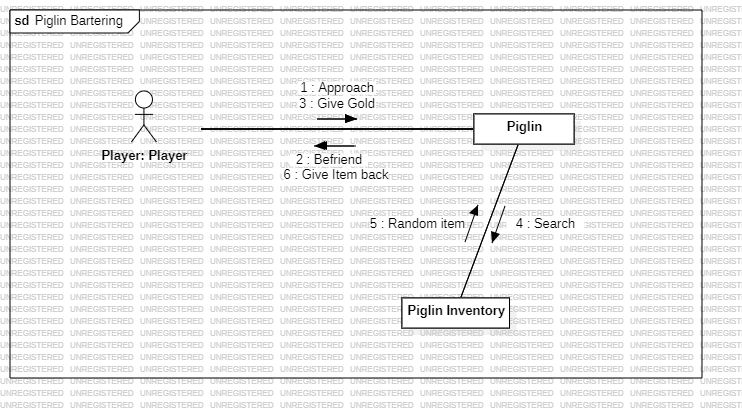 sd Piglin Bartering
1 : Approach
3 : Give Gold
Piglin
Player: Player
2 : Befriend
6 : Give Item back
5 : Random item
4 : Search
Piglin Inventory
UNREGISTERED